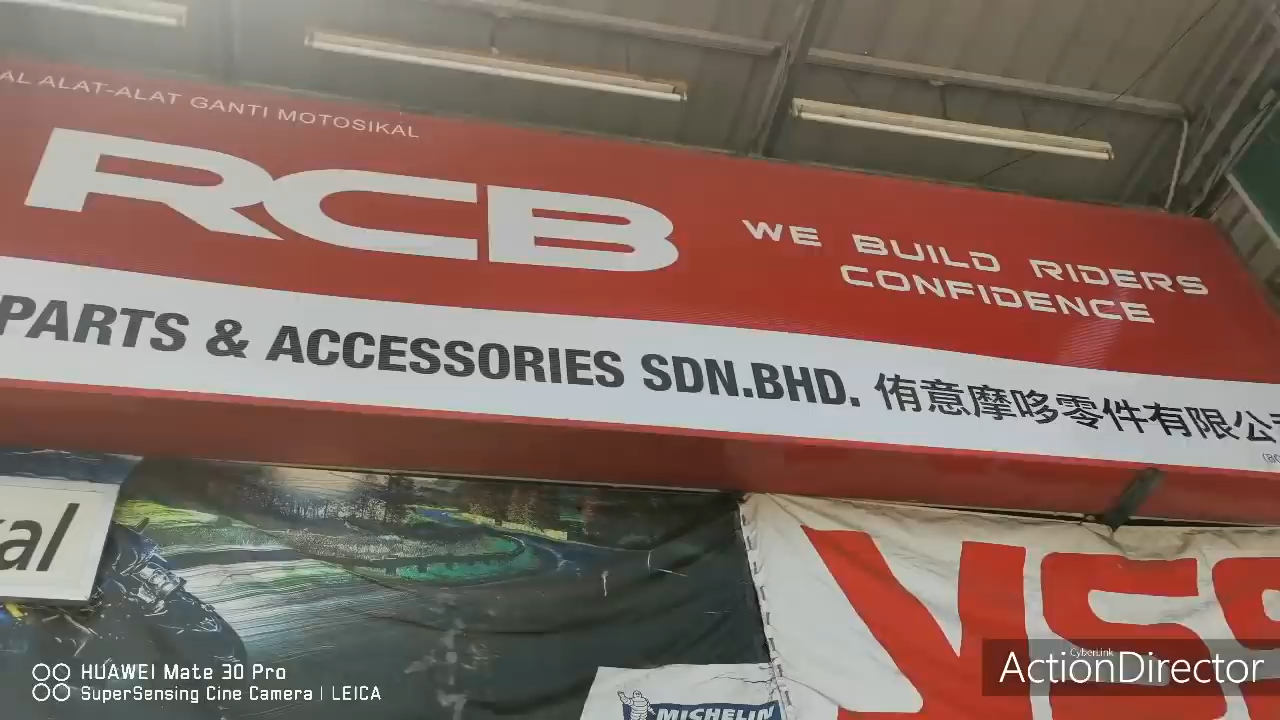 AL ALAT-ALAT GANTI MOTOSIKAL
RCB
WE BUILD RIDERS
CONFIDENCE
PARTS & ACCESSORIES SDN.BHD. 侑意摩哆零件有限公
al
MICHELIN
HUAWEI Mate 30 Pro
SuperSensing Cine Camera | LEICA
CyberLink
ActionDirector